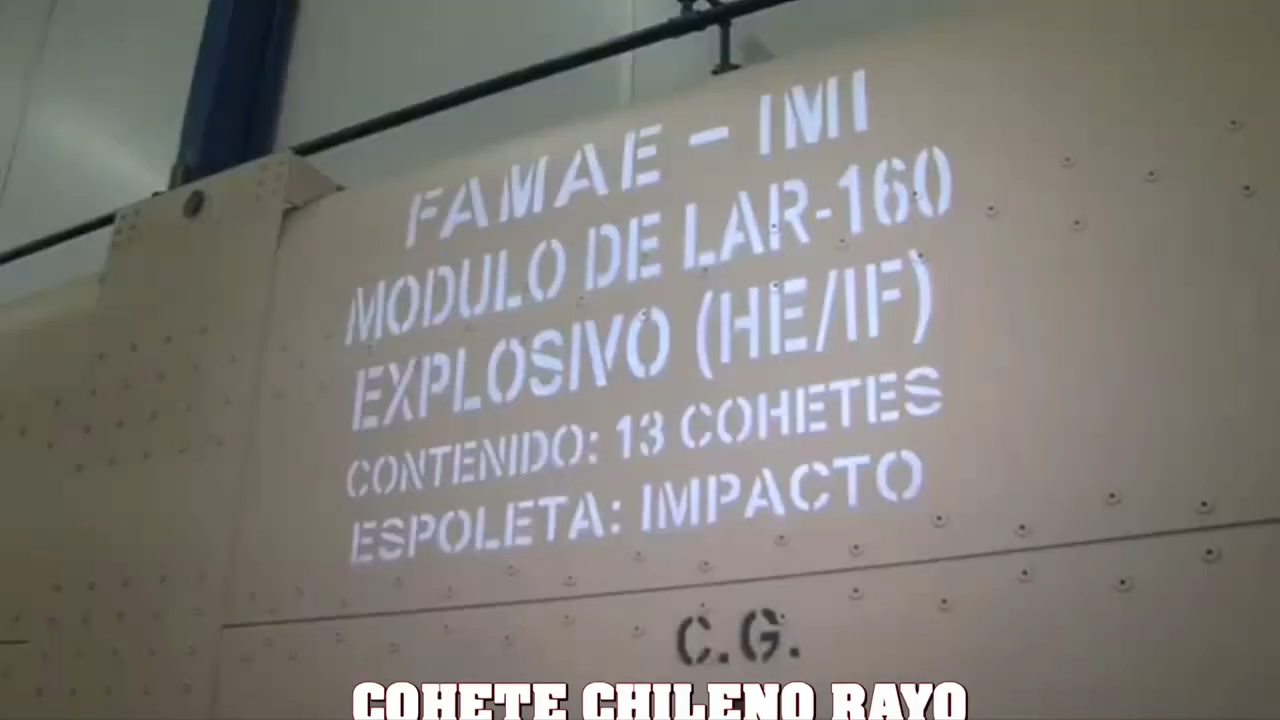 FAMAE - IMI
MODULO DE LAR-160
EXPLOSIVO (HE/IF)
CONTENIDO: 13 COHETES
ESPOLETA: IMPACTO
C.G.
COHETE CHILENO RAYO